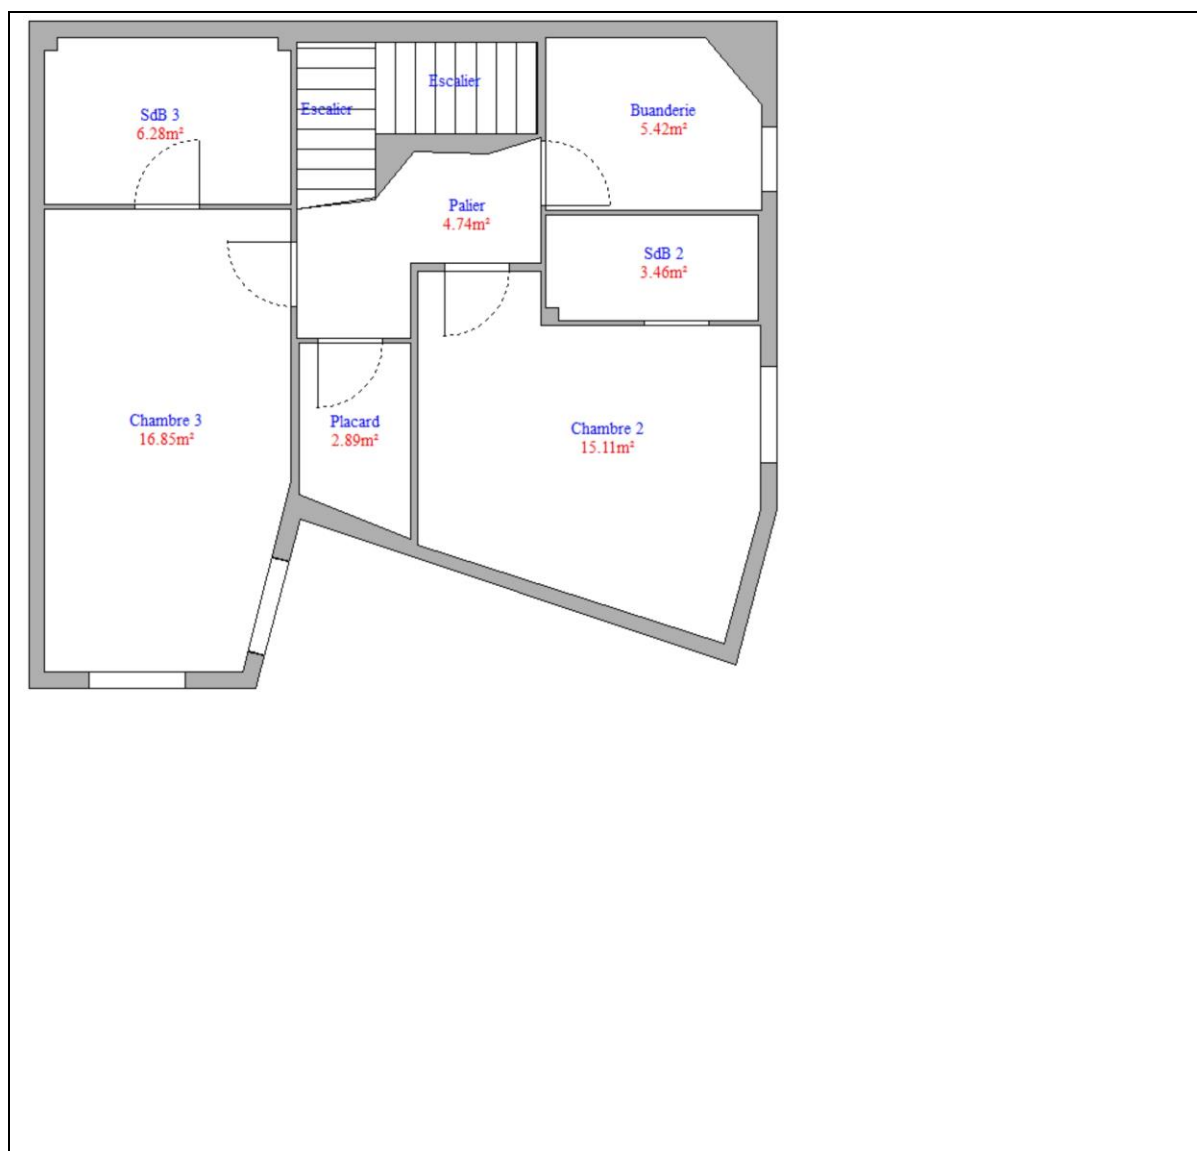 Escalier
SdB 3
6.28m²
Escalier
Buanderie
5.42m²
Palier
4.74m²
SdB 2
3.46m²
Chambre 3
16.85m²
Placard
2.89m²
Chambre 2
15.11m²